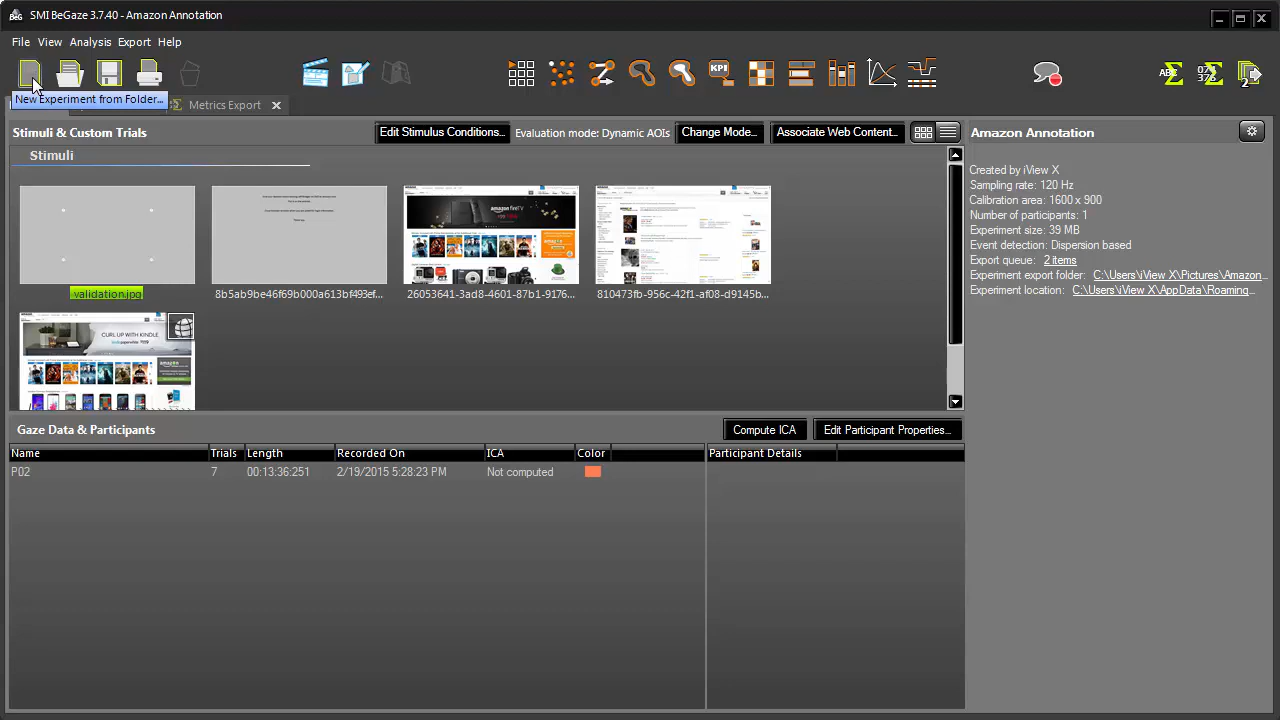 SMI BeGaze 3.7.40 - Amazon Annotation
File View Analysis Export Help
New Experiment from Folder...
Metrics Export
Stimuli & Custom Trials
Edit Stimulus Conditions...
Evaluation mode: Dynamic AOIs
Change Mode...
Associate Web Content...
Stimuli
validation.jpg
8b5ab9be46f69b000a613bf493ef...
26053641-3ad8-4601-87b1-9176...
810473fb-956c-42f1-af08-d9145b...
amazon fireTV
CURL UP WITH KINDLE
Gaze Data & Participants
Compute ICA
Edit Participant Properties...
Name Trials Length Recorded On ICA Color
P02 7 00:13:36:251 2/19/2015 5:28:23 PM Not computed
Participant Details
Amazon Annotation
Created by iView X
Sampling rate: 120 Hz
Calibration area: 1600 x 900
Number of participants: 1
Experiment size: 39 MB
Event detection: Dispersion based
Export queue: 2 items
Experiment export folder: C:\Users\iView X\Pictures\Amazon
Experiment location: C:\Users\iView X\AppData\Roaming...